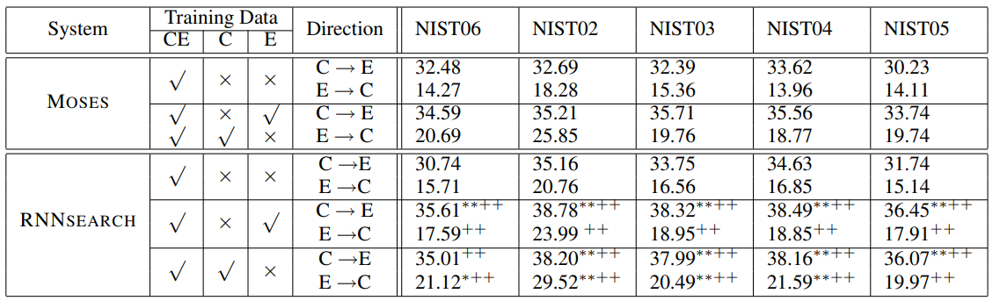 System Training Data Direction NIST06 NIST02 NIST03 NIST04 NIST05
CE C E
MOSES
√ × × C → E 32.48 32.69 32.39 33.62 30.23
E → C 14.27 18.28 15.36 13.96 14.11
√ × √ C → E 34.59 35.21 35.71 35.56 33.74
√ √ × E → C 20.69 25.85 19.76 18.77 19.74
RNNSEARCH
√ × × C →E 30.74 35.16 33.75 34.63 31.74
E →C 15.71 20.76 16.56 16.85 15.14
√ × √ C → E 35.61**++ 38.78**++ 38.32**++ 38.49**++ 36.45**++
E →C 17.59++ 23.99 ++ 18.95++ 18.85++ 17.91++
√ √ × C →E 35.01++ 38.20**++ 37.99**++ 38.16**++ 36.07**++
E →C 21.12*++ 29.52**++ 20.49**++ 21.59**++ 19.97++